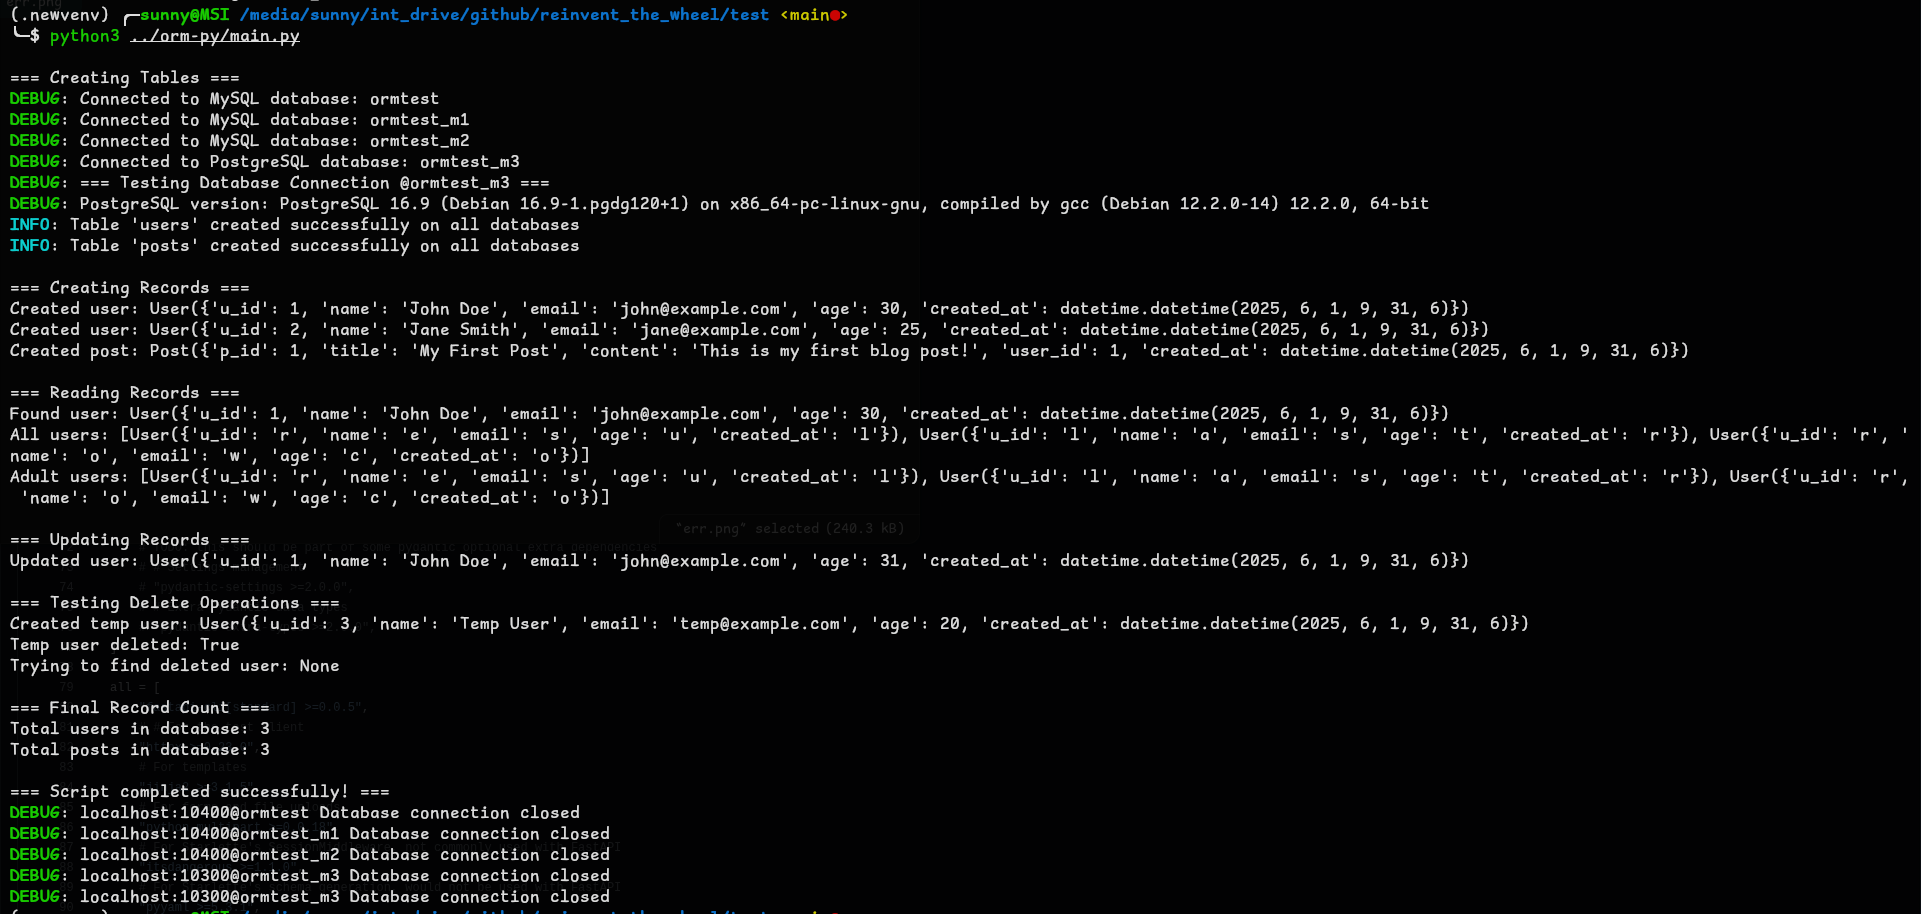 (.newvenv) ╭─sunny@MSI /media/sunny/int_drive/github/reinvent_the_wheel/test ‹main●›
╰─$ python3 ../orm-py/main.py
=== Creating Tables ===
DEBUG: Connected to MySQL database: ormtest
DEBUG: Connected to MySQL database: ormtest_m1
DEBUG: Connected to MySQL database: ormtest_m2
DEBUG: Connected to PostgreSQL database: ormtest_m3
DEBUG: === Testing Database Connection @ormtest_m3 ===
DEBUG: PostgreSQL version: PostgreSQL 16.9 (Debian 16.9-1.pgdg120+1) on x86_64-pc-linux-gnu, compiled by gcc (Debian 12.2.0-14) 12.2.0, 64-bit
INFO: Table 'users' created successfully on all databases
INFO: Table 'posts' created successfully on all databases
=== Creating Records ===
Created user: User({'u_id': 1, 'name': 'John Doe', 'email': 'john@example.com', 'age': 30, 'created_at': datetime.datetime(2025, 6, 1, 9, 31, 6)})
Created user: User({'u_id': 2, 'name': 'Jane Smith', 'email': 'jane@example.com', 'age': 25, 'created_at': datetime.datetime(2025, 6, 1, 9, 31, 6)})
Created post: Post({'p_id': 1, 'title': 'My First Post', 'content': 'This is my first blog post!', 'user_id': 1, 'created_at': datetime.datetime(2025, 6, 1, 9, 31, 6)})
=== Reading Records ===
Found user: User({'u_id': 1, 'name': 'John Doe', 'email': 'john@example.com', 'age': 30, 'created_at': datetime.datetime(2025, 6, 1, 9, 31, 6)})
All users: [User({'u_id': 'r', 'name': 'e', 'email': 's', 'age': 'u', 'created_at': 'l'}), User({'u_id': 'l', 'name': 'a', 'email': 's', 'age': 't', 'created_at': 'r'}), User({'u_id': 'r', '
name': 'o', 'email': 'w', 'age': 'c', 'created_at': 'o'})]
Adult users: [User({'u_id': 'r', 'name': 'e', 'email': 's', 'age': 'u', 'created_at': 'l'}), User({'u_id': 'l', 'name': 'a', 'email': 's', 'age': 't', 'created_at': 'r'}), User({'u_id': 'r',
'name': 'o', 'email': 'w', 'age': 'c', 'created_at': 'o'})]
"err.png" selected (240.3 kB)
=== Updating Records ===
Updated user: User({'u_id': 1, 'name': 'John Doe', 'email': 'john@example.com', 'age': 31, 'created_at': datetime.datetime(2025, 6, 1, 9, 31, 6)})
74 # "pydantic-settings >=2.0.0",
=== Testing Delete Operations ===
Created temp user: User({'u_id': 3, 'name': 'Temp User', 'email': 'temp@example.com', 'age': 20, 'created_at': datetime.datetime(2025, 6, 1, 9, 31, 6)})
Temp user deleted: True
Trying to find deleted user: None
79 all = [
=== Final Record Count ===
Total users in database: 3
Total posts in database: 3
83 # For templates
=== Script completed successfully! ===
DEBUG: localhost:10400@ormtest Database connection closed
DEBUG: localhost:10400@ormtest_m1 Database connection closed
DEBUG: localhost:10400@ormtest_m2 Database connection closed
DEBUG: localhost:10300@ormtest_m3 Database connection closed
DEBUG: localhost:10300@ormtest_m3 Database connection closed